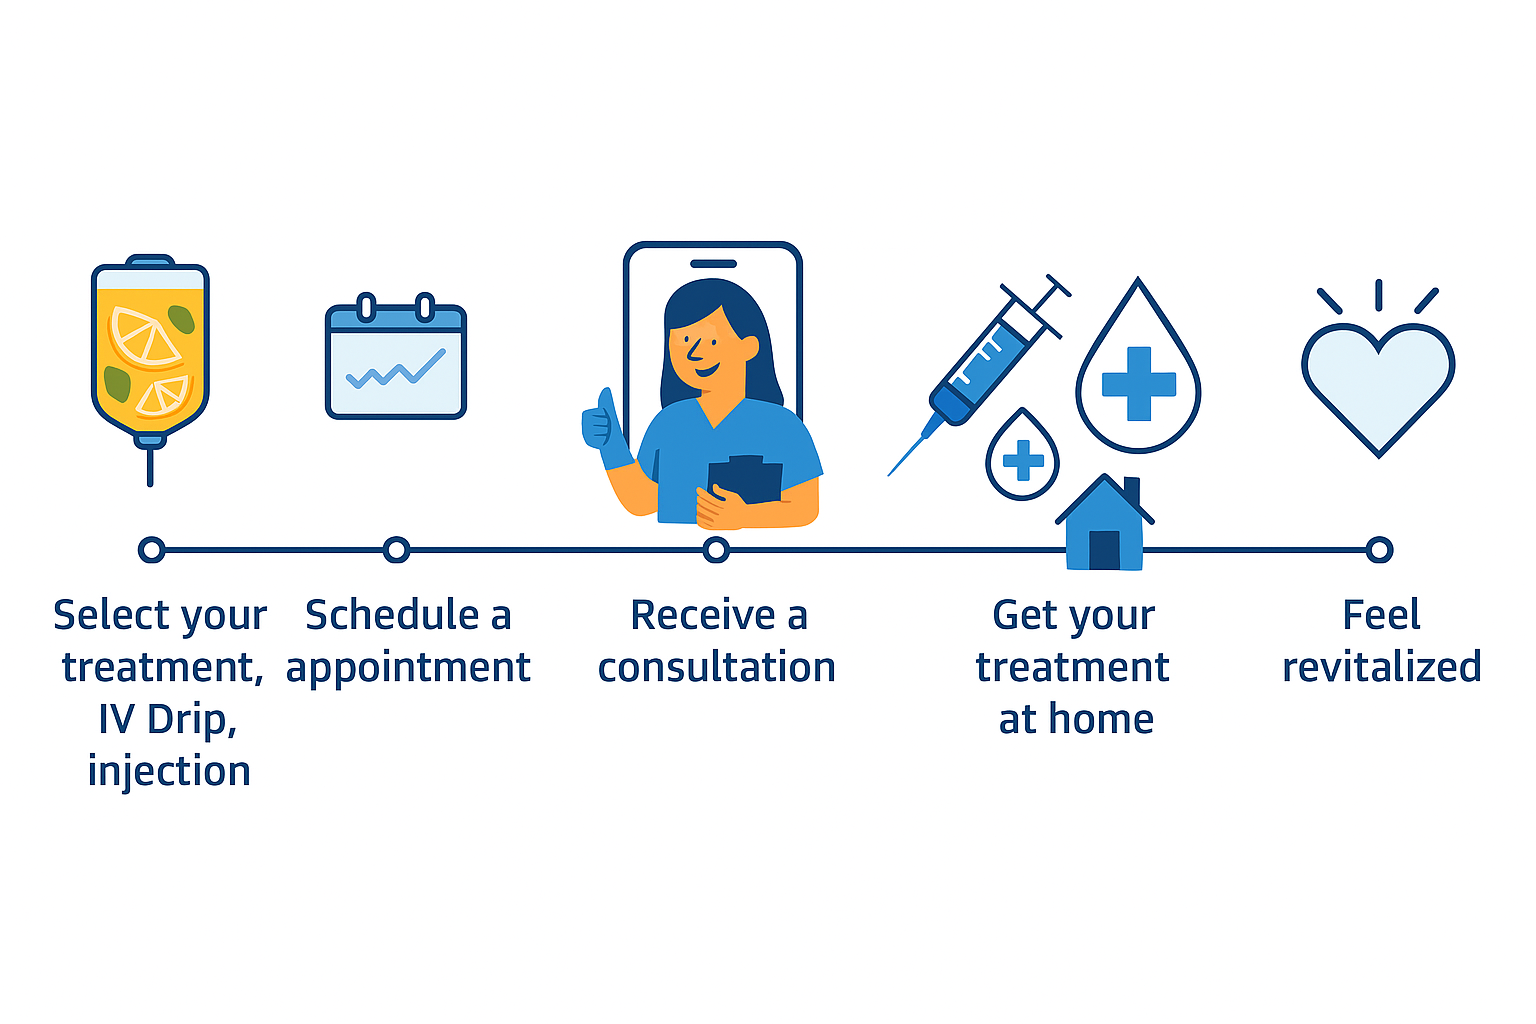 Select your
treatment,
IV Drip,
injection
Schedule a
appointment
Receive a
consultation
Get your
treatment
at home
Feel
revitalized